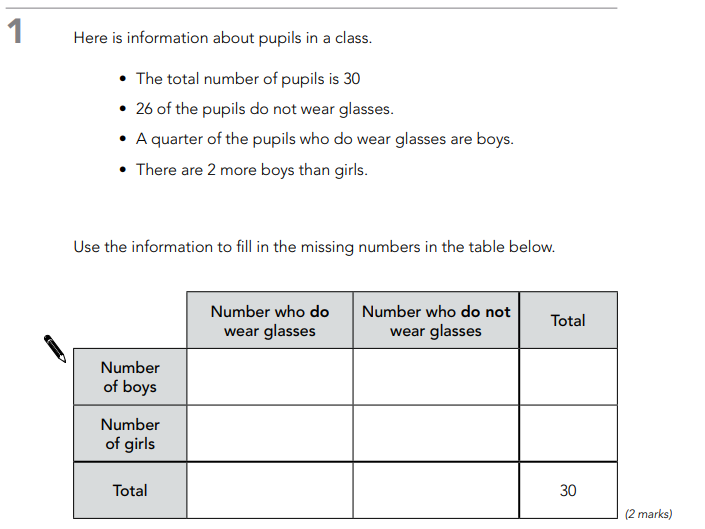 1
Here is information about pupils in a class.
• The total number of pupils is 30
• 26 of the pupils do not wear glasses.
• A quarter of the pupils who do wear glasses are boys.
• There are 2 more boys than girls.
Use the information to fill in the missing numbers in the table below.
Number who do
wear glasses
Number who do not
wear glasses
Total
Number
of boys
Number
of girls
Total
30
(2 marks)